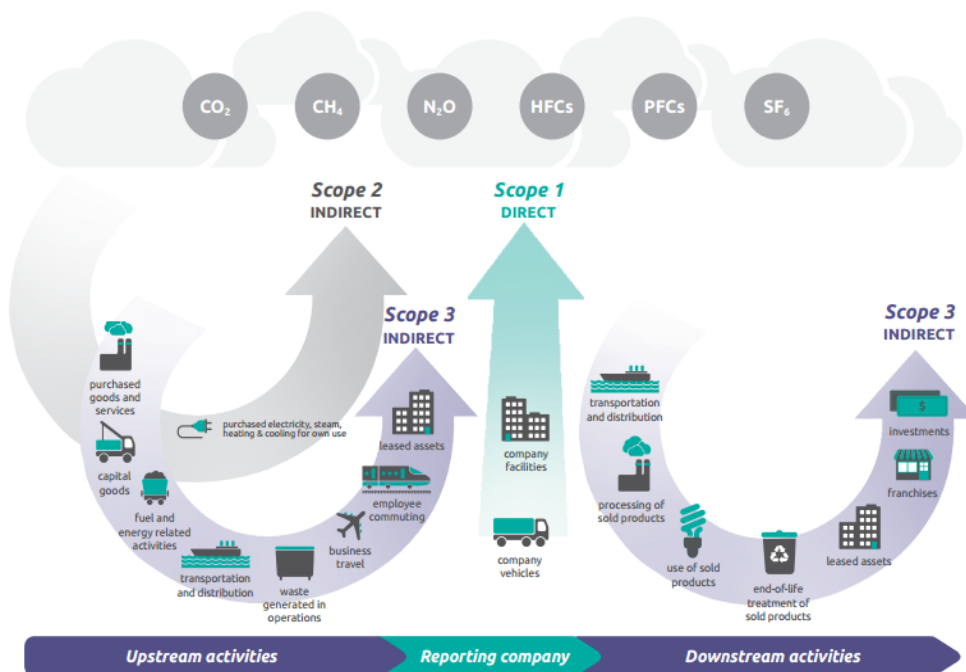 CO₂
CH₄
N₂O
HFCs
PFCs
SF₆
Scope 2
INDIRECT
Scope 1
DIRECT
Scope 3
INDIRECT
Scope 3
INDIRECT
purchased
goods and
services
capital
goods
fuel and
energy related
activities
purchased electricity, steam,
heating & cooling for own use
transportation
and distribution
waste
generated in
operations
business
travel
employee
commuting
leased assets
company
facilities
company
vehicles
transportation
and distribution
processing of
sold products
use of sold
products
end-of-life
treatment of
sold products
leased assets
franchises
investments
$
Upstream activities
Reporting company
Downstream activities